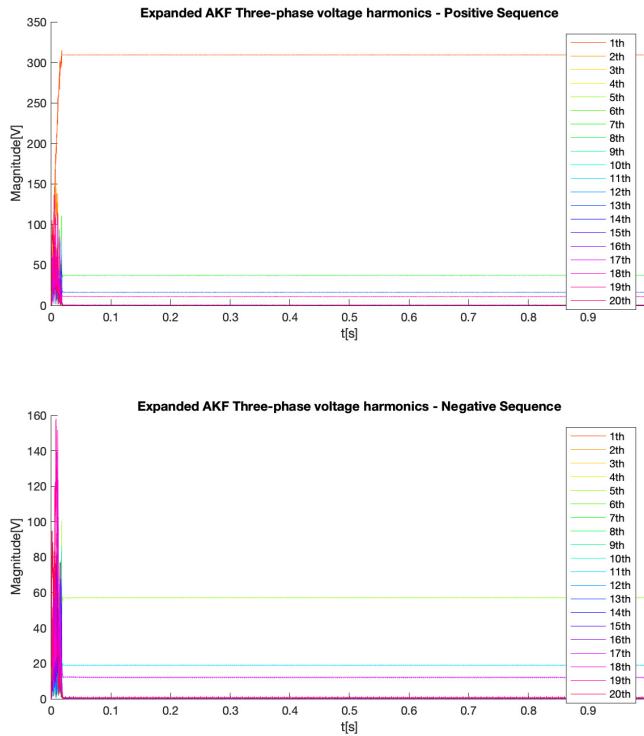 Expanded AKF Three-phase voltage harmonics - Positive Sequence
350
300
250
200
150
100
50
0
Magnitude[V]
0 0.1 0.2 0.3 0.4 0.5 0.6 0.7 0.8 0.9
t[s]
1th
2th
3th
4th
5th
6th
7th
8th
9th
10th
11th
12th
13th
14th
15th
16th
17th
18th
19th
20th
Expanded AKF Three-phase voltage harmonics - Negative Sequence
160
140
120
100
80
60
40
20
0
Magnitude[V]
0 0.1 0.2 0.3 0.4 0.5 0.6 0.7 0.8 0.9
t[s]
1th
2th
3th
4th
5th
6th
7th
8th
9th
10th
11th
12th
13th
14th
15th
16th
17th
18th
19th
20th